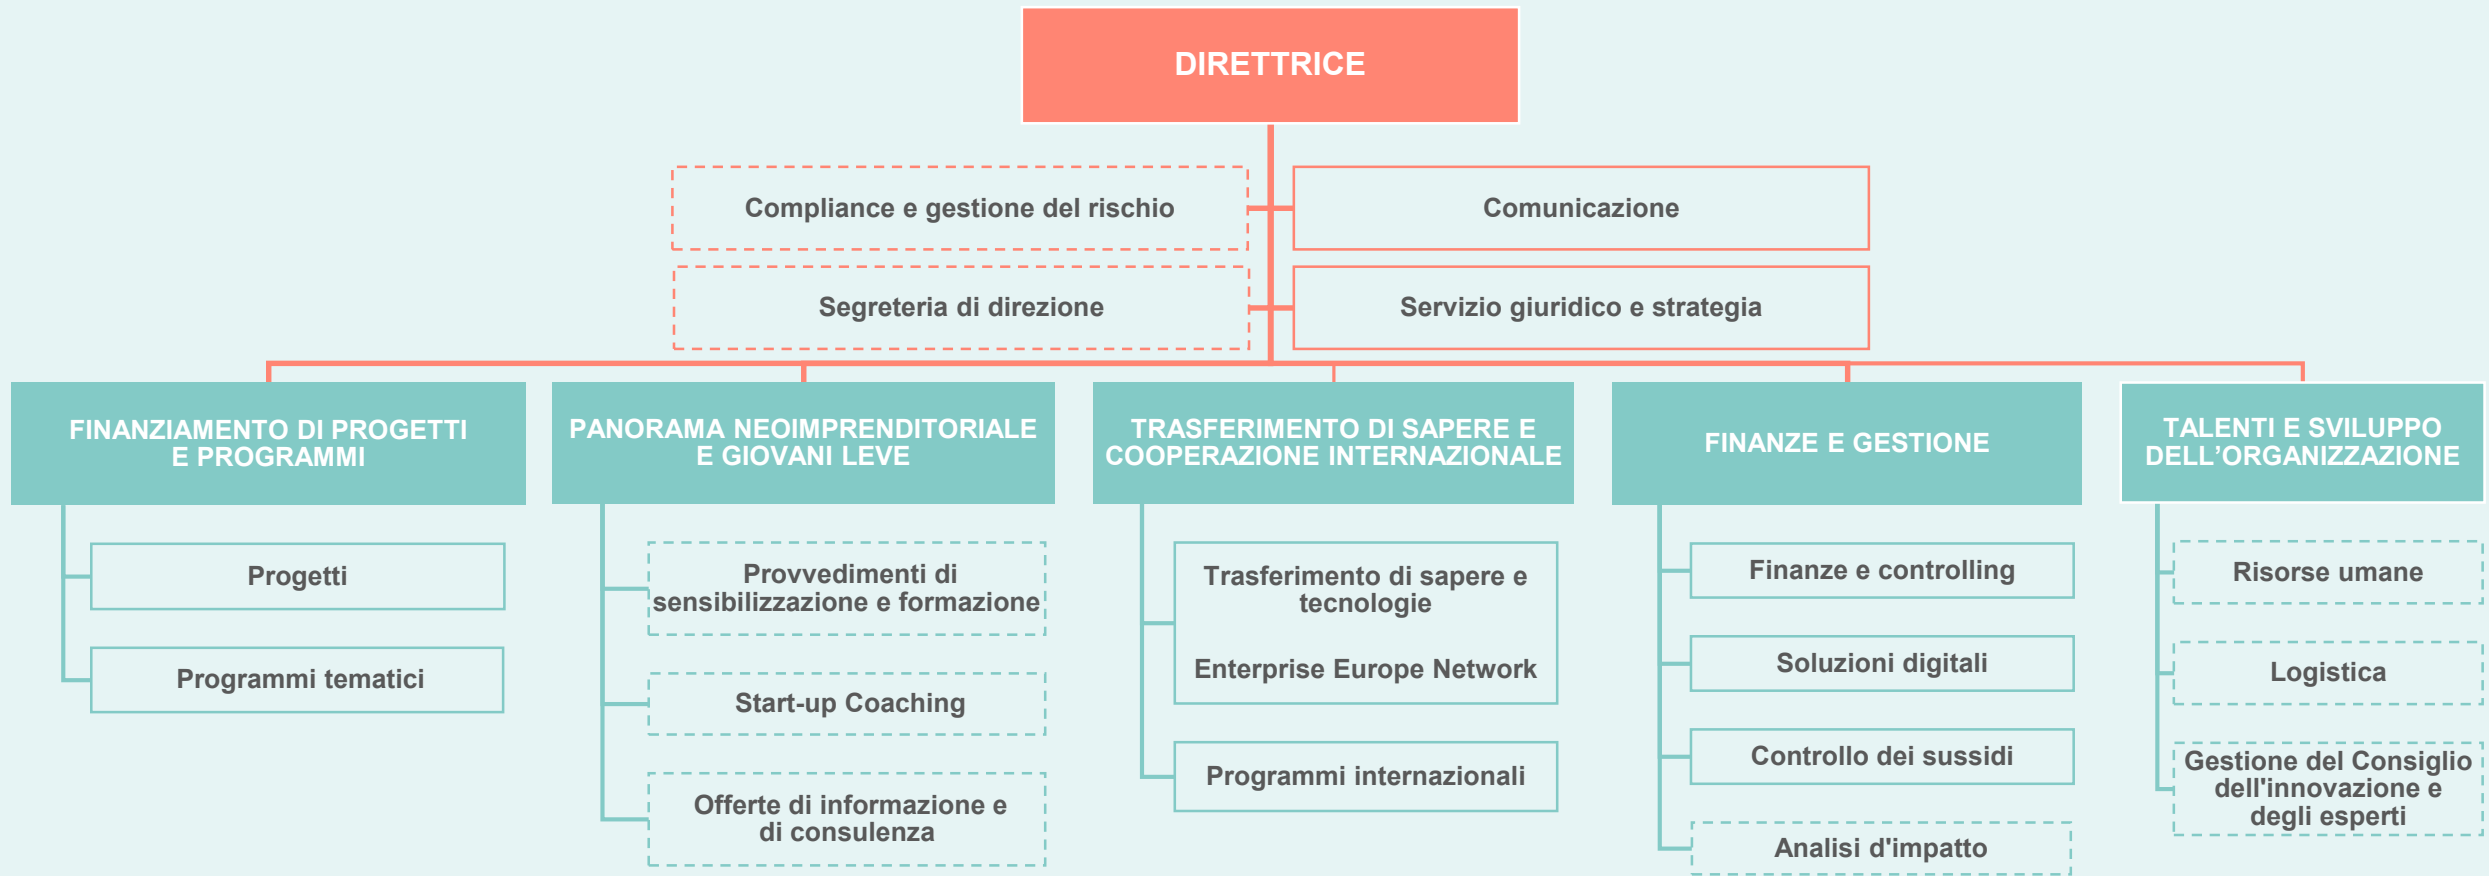 DIRETTRICE
Compliance e gestione del rischio
Comunicazione
Segreteria di direzione
Servizio giuridico e strategia
FINANZIAMENTO DI PROGETTI
E PROGRAMMI
Progetti
Programmi tematici
PANORAMA NEOIMPRENDITORIALE
E GIOVANI LEVE
Provvedimenti di
sensibilizzazione e formazione
Start-up Coaching
Offerte di informazione e
di consulenza
TRASFERIMENTO DI SAPERE E
COOPERAZIONE INTERNAZIONALE
Trasferimento di sapere e
tecnologie
Enterprise Europe Network
Programmi internazionali
FINANZE E GESTIONE
Finanze e controlling
Soluzioni digitali
Controllo dei sussidi
Analisi d'impatto
TALENTI E SVILUPPO
DELL’ORGANIZZAZIONE
Risorse umane
Logistica
Gestione del Consiglio
dell'innovazione e
degli esperti